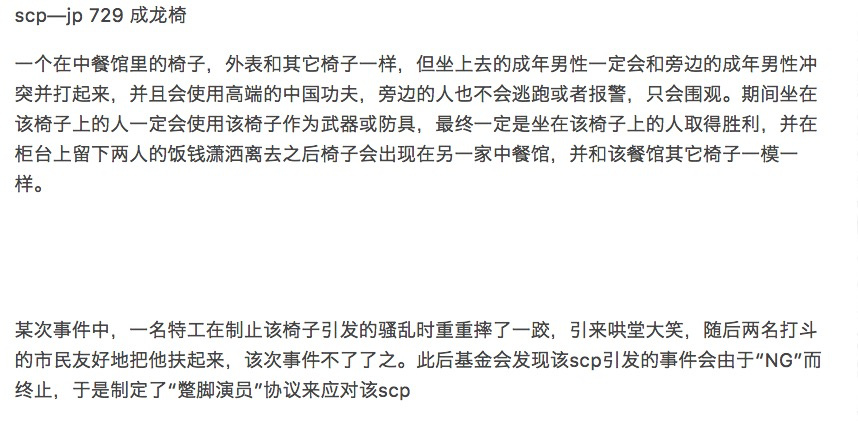 scp—jp 729 成龙椅
一个在中餐馆里的椅子，外表和其它椅子一样，但坐上去的成年男性一定会和旁边的成年男性冲
突并打起来，并且会使用高端的中国功夫，旁边的人也不会逃跑或者报警，只会围观。期间坐在
该椅子上的人一定会使用该椅子作为武器或防具，最终一定是坐在该椅子上的人取得胜利，并在
柜台上留下两人的饭钱潇洒离去之后椅子会出现在另一家中餐馆，并和该餐馆其它椅子一模一
样。
某次事件中，一名特工在制止该椅子引发的骚乱时重重摔了一跤，引来哄堂大笑，随后两名打斗
的市民友好地把他扶起来，该次事件不了了之。此后基金会发现该scp引发的事件会由于“NG”而
终止，于是制定了“蹩脚演员”协议来应对该scp